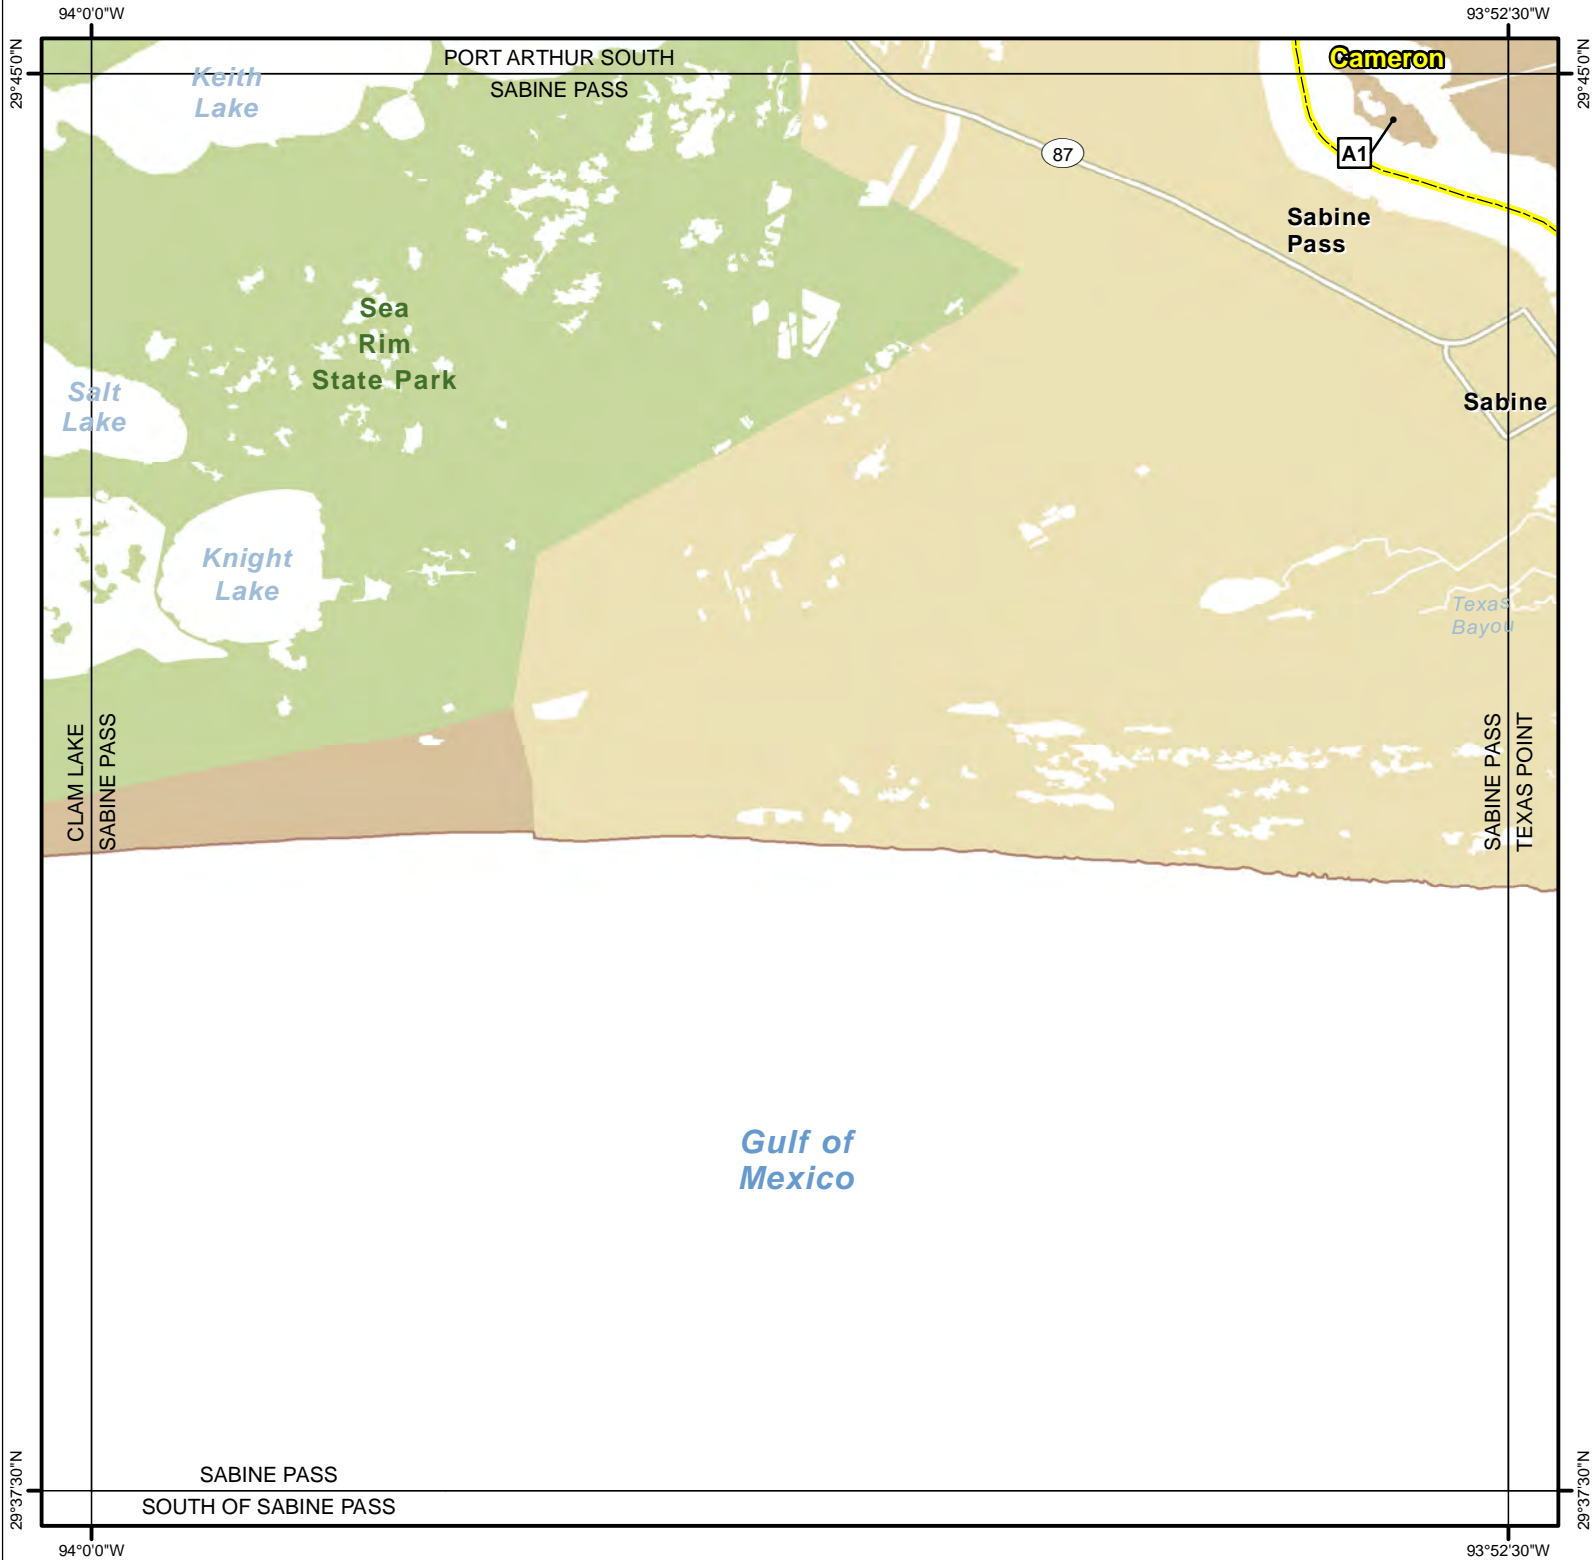 94°0'0"W
93°52'30"W
29°45'0"N
29°45'0"N
PORT ARTHUR SOUTH
SABINE PASS
Cameron
Keith
Lake
87
A1
Sabine
Pass
Sea
Rim
State Park
Salt
Lake
Sabine
Knight
Lake
Texas
Bayou
CLAM LAKE
SABINE PASS
SABINE PASS
TEXAS POINT
Gulf of
Mexico
SABINE PASS
SOUTH OF SABINE PASS
29°37'30"N
29°37'30"N
94°0'0"W
93°52'30"W